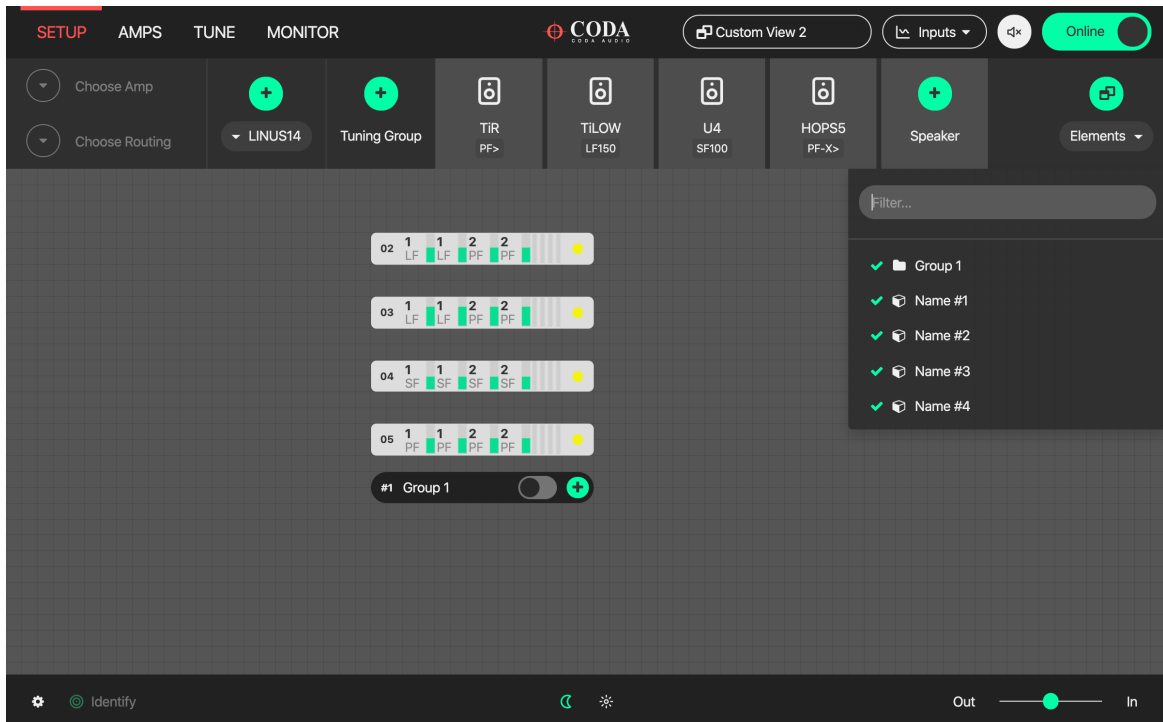 SETUP AMPS TUNE MONITOR CODA Custom View 2 Inputs Online
CODA AUDIO
Choose Amp
Choose Routing
LINUS14
Tuning Group
TiR
PF>
TiLOW
LF150
U4
SF100
HOPS5
PF-X>
Speaker
Elements
Filter...
Group 1
Name #1
Name #2
Name #3
Name #4
02 1 1 2 2
LF LF PF PF
03 1 1 2 2
LF LF PF PF
04 1 1 2 2
SF SF SF SF
05 1 1 2 2
PF PF PF PF
#1 Group 1
Identify
Out In